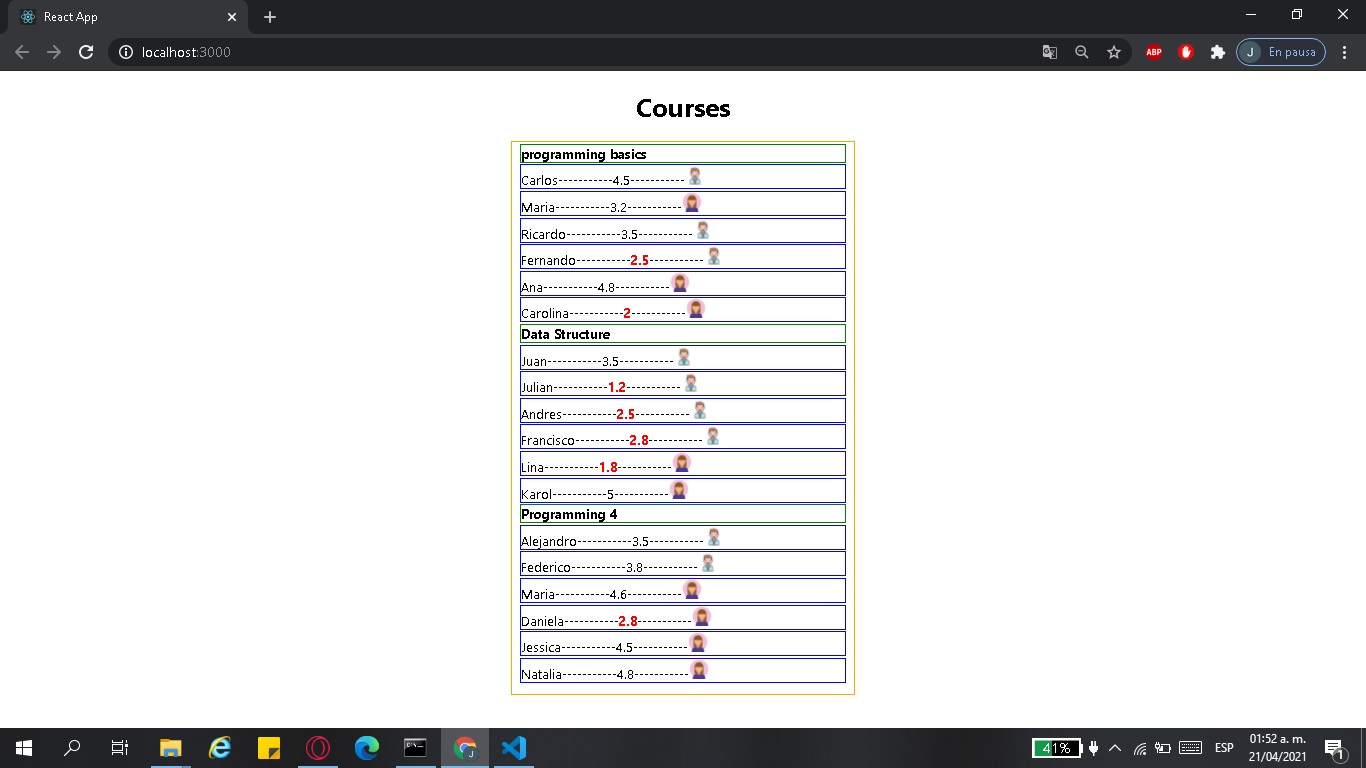 React App
localhost:3000
ABP
J
En pausa
Courses
programming basics
Carlos-----------4.5-----------
Maria-----------3.2-----------
Ricardo-----------3.5-----------
Fernando-----------2.5-----------
Ana-----------4.8-----------
Carolina-----------2-----------
Data Structure
Juan-----------3.5-----------
Julian-----------1.2-----------
Andres-----------2.5-----------
Francisco-----------2.8-----------
Lina-----------1.8-----------
Karol-----------5-----------
Programming 4
Alejandro-----------3.5-----------
Federico-----------3.8-----------
Maria-----------4.6-----------
Daniela-----------2.8-----------
Jessica-----------4.5-----------
Natalia-----------4.8-----------
41%
ESP
01:52 a. m.
21/04/2021
1